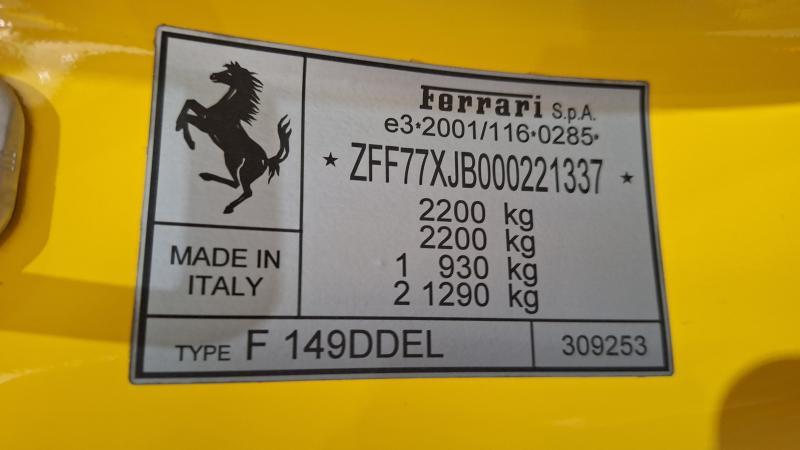 Ferrari S.p.A.
e3*2001/116*0285*
★ ZFF77XJB000221337 ★
2200 kg
2200 kg
1 930 kg
2 1290 kg
MADE IN
ITALY
TYPE F 149DDEL
309253